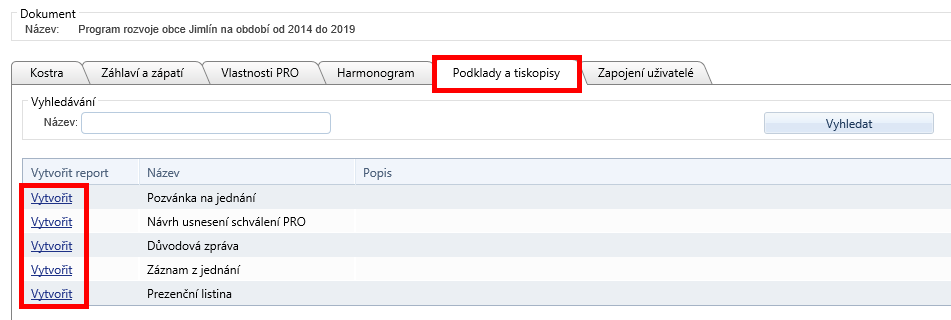 Dokument
Název: Program rozvoje obce Jimlín na období od 2014 do 2019
Kostra Záhlaví a zápatí Vlastnosti PRO Harmonogram Podklady a tiskopisy Zapojení uživatelé
Vyhledávání
Název: Vyhledat
Vytvořit report Název Popis
Vytvořit Pozvánka na jednání
Vytvořit Návrh usnesení schválení PRO
Vytvořit Důvodová zpráva
Vytvořit Záznam z jednání
Vytvořit Prezenční listina